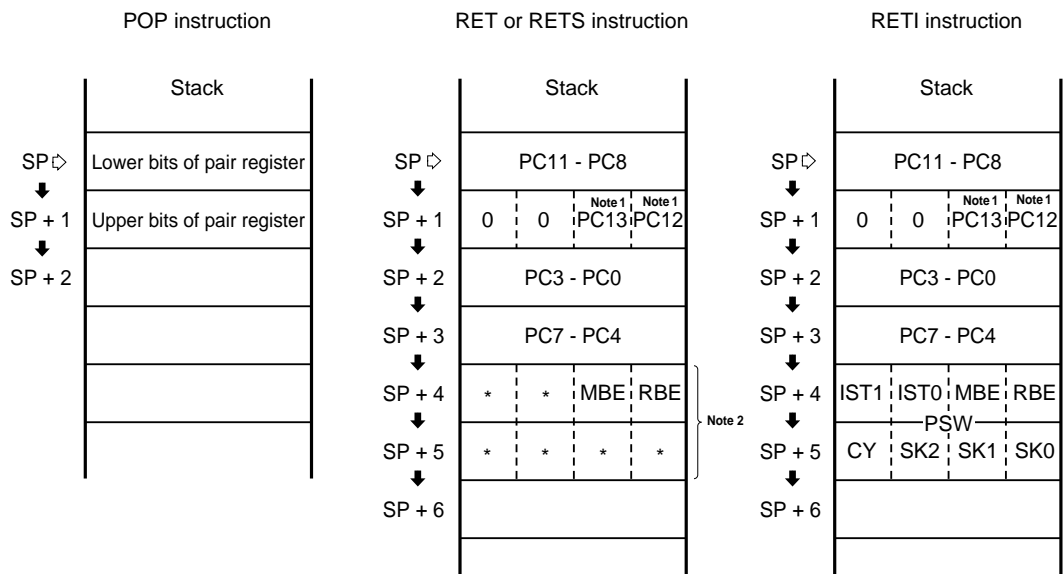 POP instruction
Stack
SP
Lower bits of pair register
SP + 1
Upper bits of pair register
SP + 2
RET or RETS instruction
Stack
SP
PC11 - PC8
Note 1 Note 1
SP + 1
0 0 PC13 PC12
SP + 2
PC3 - PC0
SP + 3
PC7 - PC4
SP + 4
* * MBE RBE
Note 2
SP + 5
* * * *
SP + 6
RETI instruction
Stack
SP
PC11 - PC8
Note 1 Note 1
SP + 1
0 0 PC13 PC12
SP + 2
PC3 - PC0
SP + 3
PC7 - PC4
SP + 4
IST1 IST0 MBE RBE
PSW
SP + 5
CY SK2 SK1 SK0
SP + 6